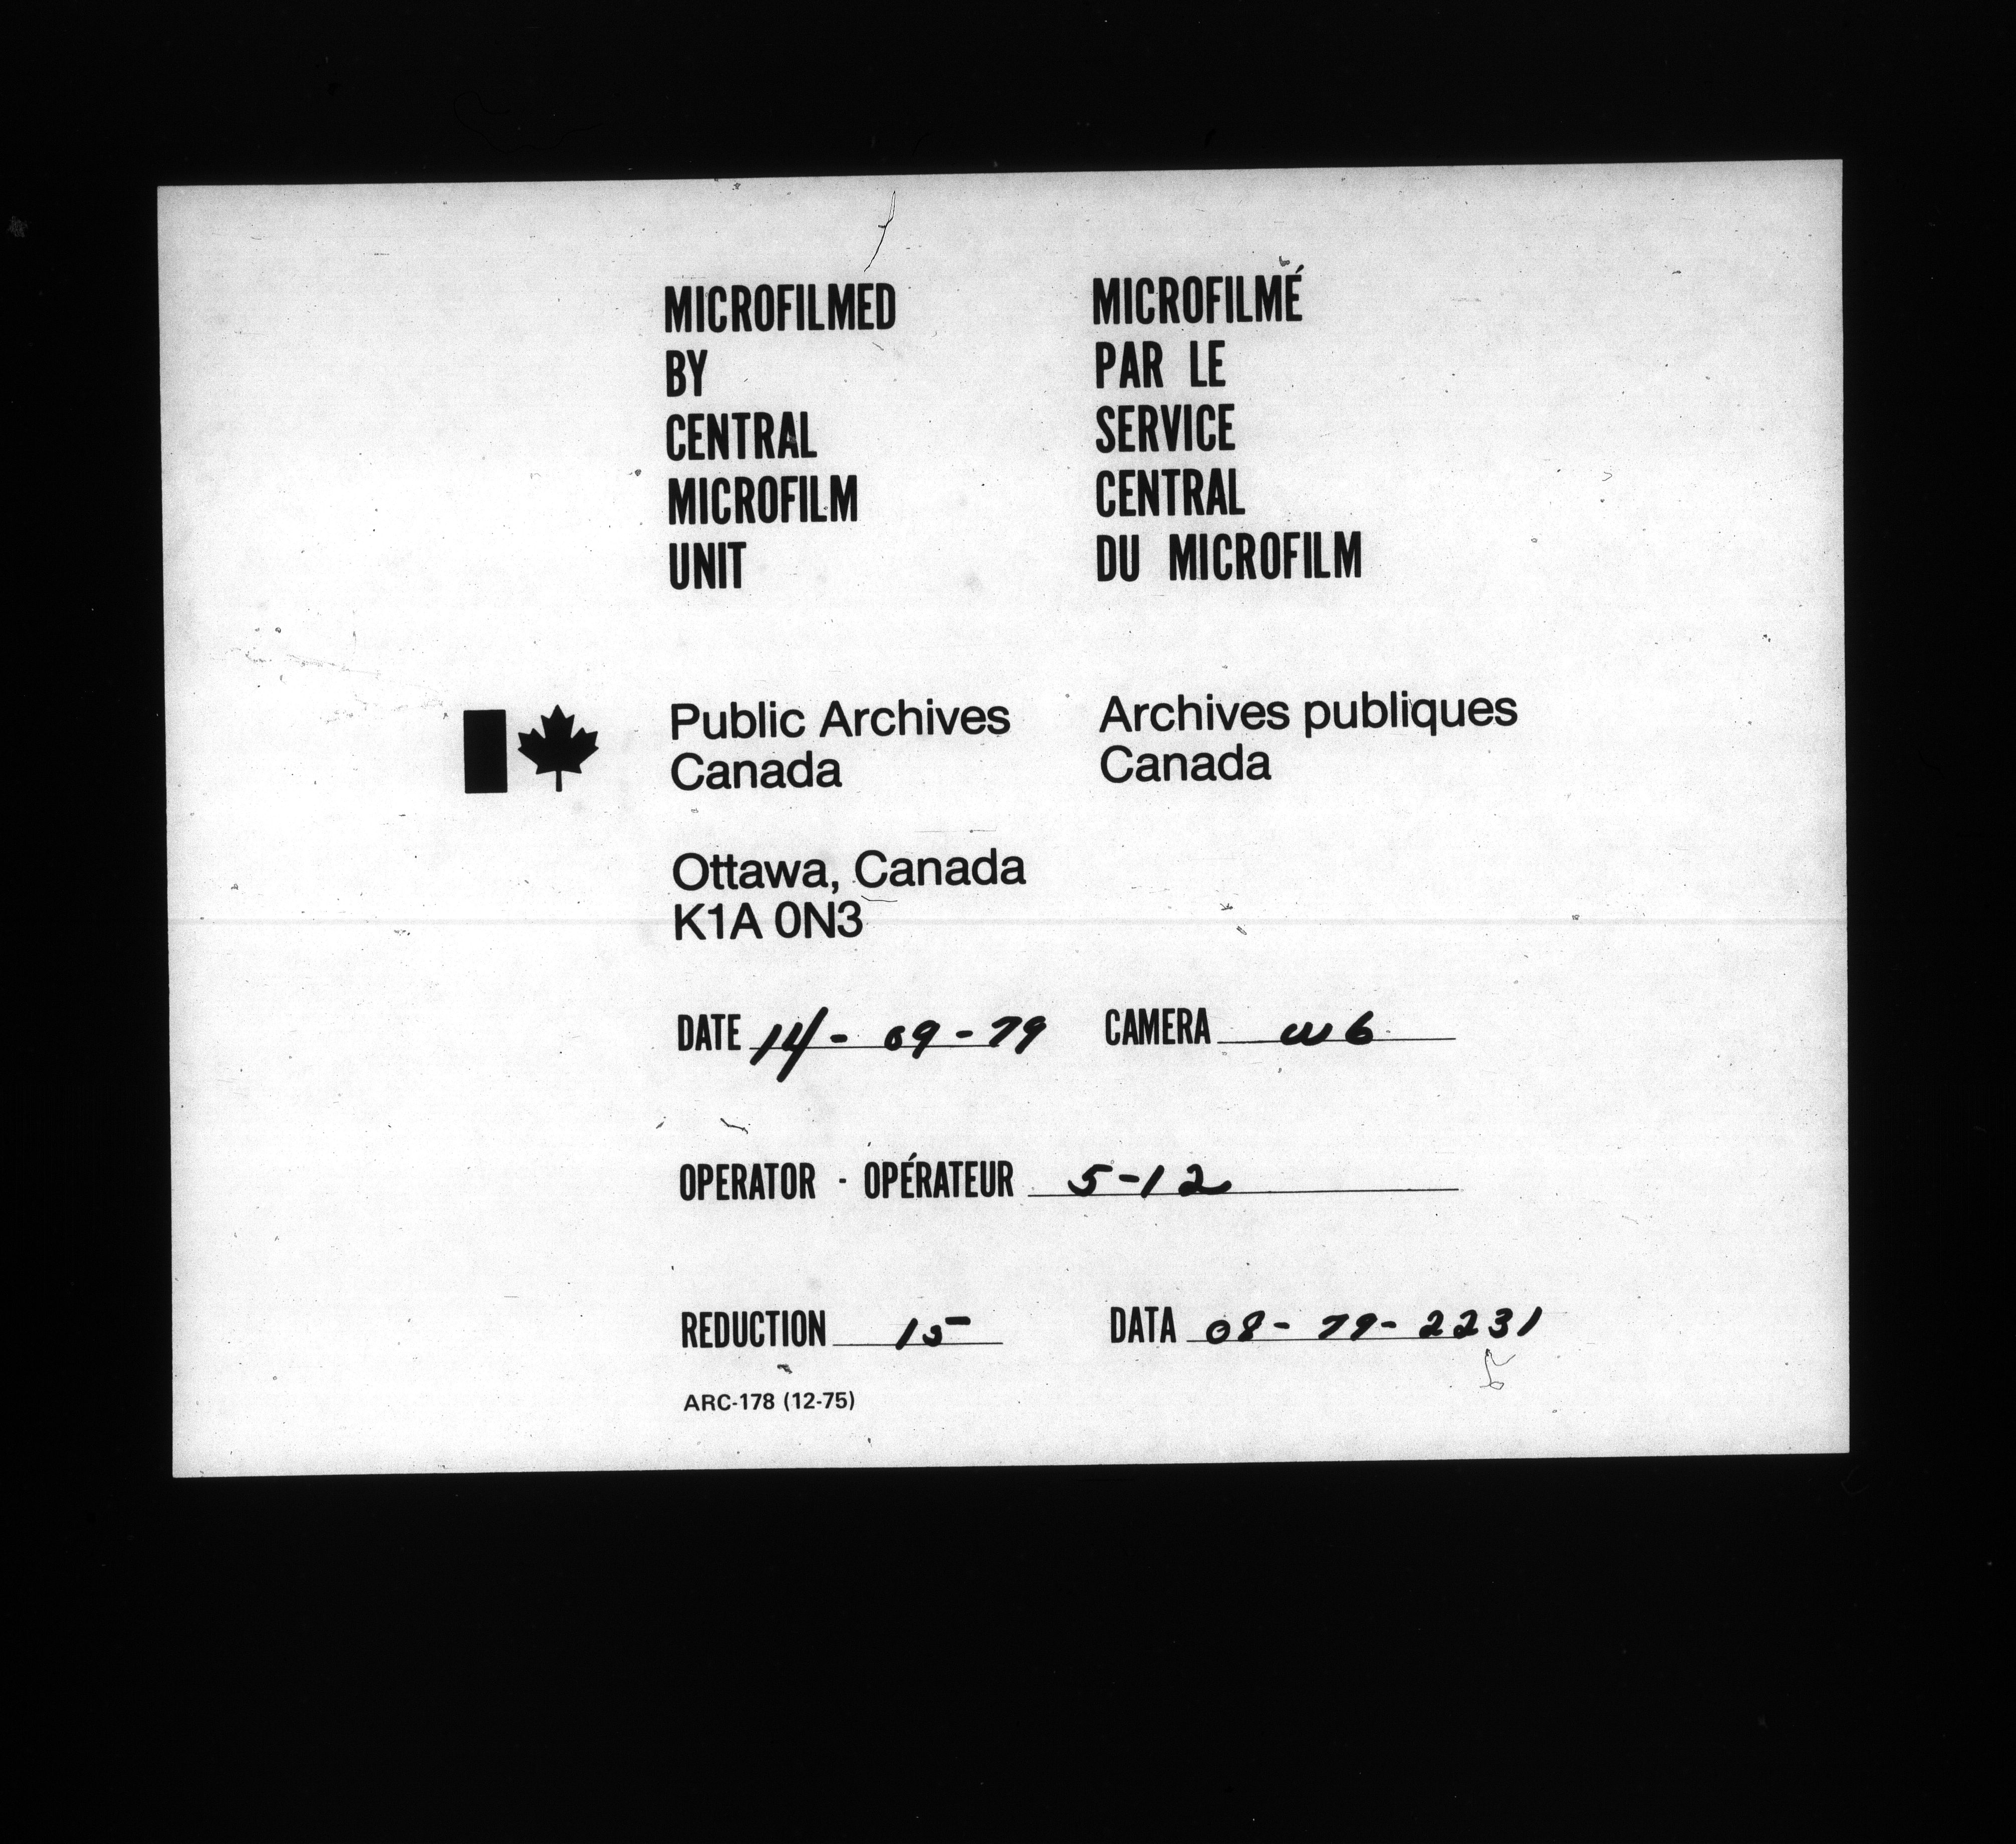 MICROFILMED
BY
CENTRAL
MICROFILM
UNIT
MICROFILMÉ
PAR LE
SERVICE
CENTRAL
DU MICROFILM
Public Archives
Canada
Archives publiques
Canada
Ottawa, Canada
K1A 0N3
DATE 14-09-79 CAMERA W6
OPERATOR - OPÉRATEUR 5-12
REDUCTION 15 DATA 08-79-2231
ARC-178 (12-75)